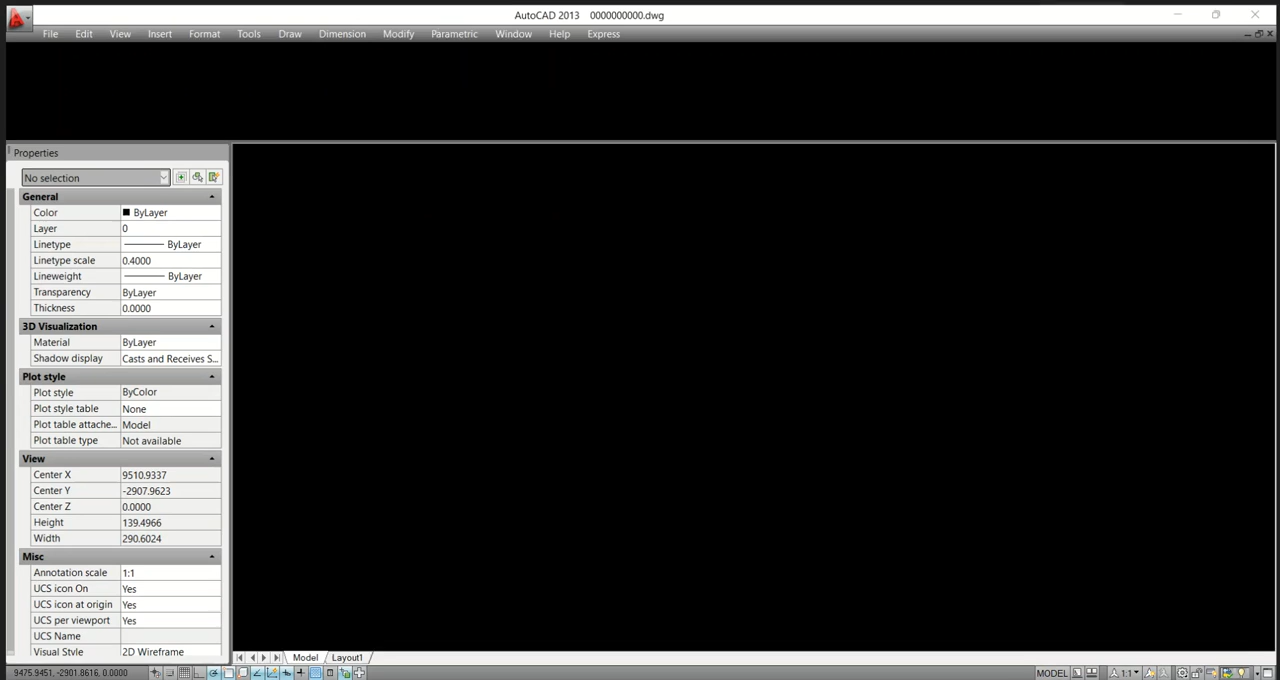 AutoCAD 2013 0000000000.dwg
File Edit View Insert Format Tools Draw Dimension Modify Parametric Window Help Express
Properties
No selection
General
Color ByLayer
Layer 0
Linetype ByLayer
Linetype scale 0.4000
Lineweight ByLayer
Transparency ByLayer
Thickness 0.0000
3D Visualization
Material ByLayer
Shadow display Casts and Receives S...
Plot style
Plot style ByColor
Plot style table None
Plot table attache... Model
Plot table type Not available
View
Center X 9510.9337
Center Y -2907.9623
Center Z 0.0000
Height 139.4966
Width 290.6024
Misc
Annotation scale 1:1
UCS icon On Yes
UCS icon at origin Yes
UCS per viewport Yes
UCS Name
Visual Style 2D Wireframe
Model Layout1
9475.9451, -2901.8616, 0.0000 MODEL 1:1